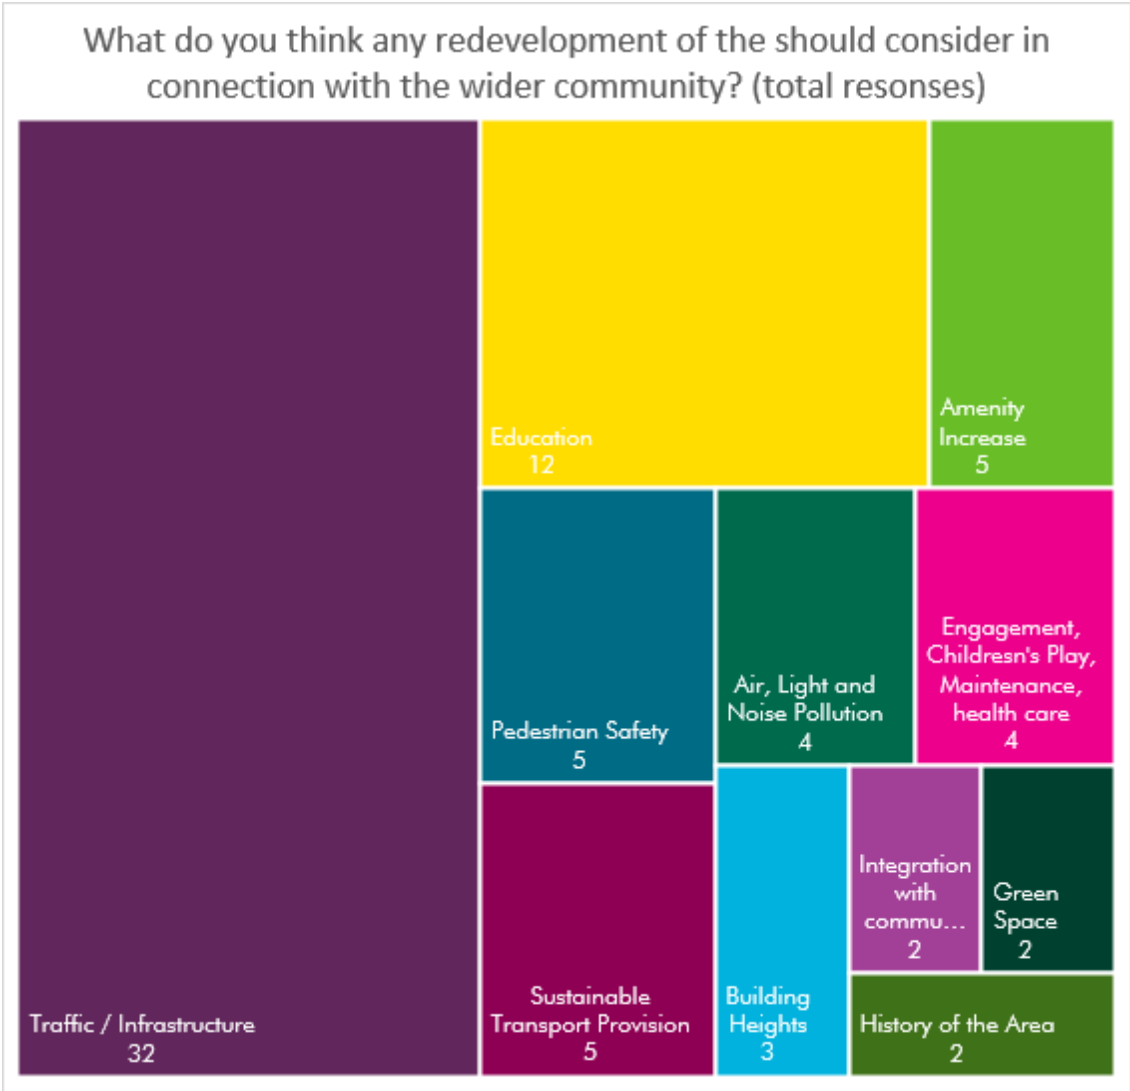 What do you think any redevelopment of the should consider in
connection with the wider community? (total resonses)
Traffic / Infrastructure
32
Education
12
Amenity
Increase
5
Pedestrian Safety
5
Sustainable
Transport Provision
5
Air, Light and
Noise Pollution
4
Engagement,
Childresn's Play,
Maintenance,
health care
4
Building
Heights
3
Integration
with
commu...
2
Green
Space
2
History of the Area
2